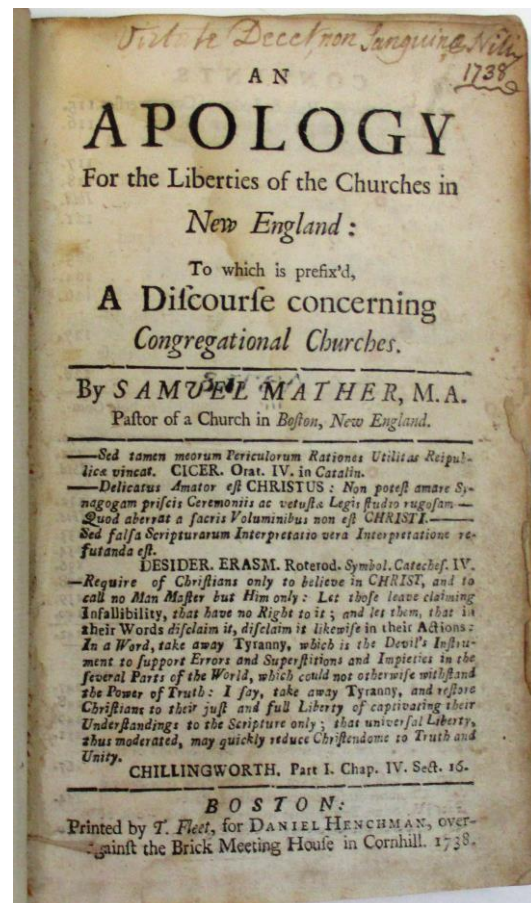 Virtute Decet, non Sanguine Niti
1738
AN
APOLOGY
For the Liberties of the Churches in
New England:
To which is prefix'd,
A Diſcourſe concerning
Congregational Churches.
By SAMUEL MATHER, M.A.
Paſtor of a Church in Boſton, New England.
——Sed tamen meorum Periculorum Rationes Utilitas Reipub-
licæ vincat. CICER. Orat. IV. in Catalin.
——Delicatus Amator eſt CHRISTUS: Non poteſt amare Sy-
nagogam priſcis Ceremoniis ac vetuſtæ Legis ſtudio rugoſam—
Quod aberrat a ſacris Voluminibus non eſt CHRISTI.———
Sed falſa Scripturarum Interpretatio vera Interpretatione re-
futanda eſt.
DESIDER. ERASM. Roterod. Symbol. Catecheſ. IV.
—Require of Chriſtians only to believe in CHRIST, and to
call no Man Maſter but Him only: Let thoſe leave claiming
Infallibility, that have no Right to it; and let them, that in
their Words diſclaim it, diſclaim it likewiſe in their Actions:
In a Word, take away Tyranny, which is the Devil's Inſtru-
ment to ſupport Errors and Superſtitions and Impieties in the
ſeveral Parts of the World, which could not otherwiſe withſtand
the Power of Truth: I ſay, take away Tyranny, and reſtore
Chriſtians to their juſt and full Liberty of captivating their
Underſtandings to the Scripture only; that univerſal Liberty,
thus moderated, may quickly reduce Chriſtendome to Truth and
Unity.
CHILLINGWORTH. Part I. Chap. IV. Sect. 16.
BOSTON:
Printed by T. Fleet, for DANIEL HENCHMAN, over-
againſt the Brick Meeting Houſe in Cornhill. 1738.